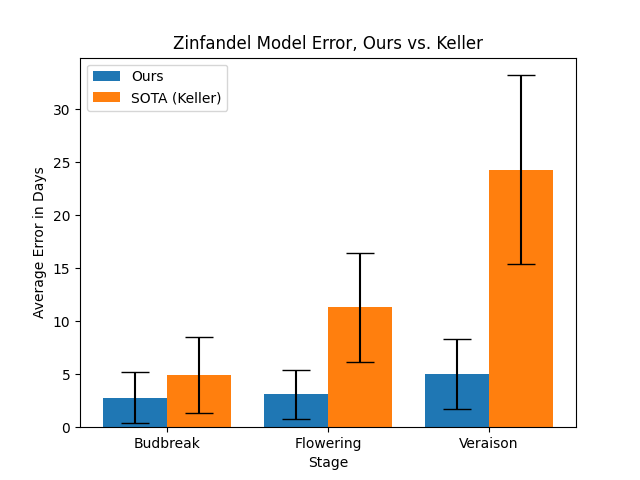 Zinfandel Model Error, Ours vs. Keller
Ours
SOTA (Keller)
Average Error in Days
30
25
20
15
10
5
0
Budbreak
Flowering
Veraison
Stage